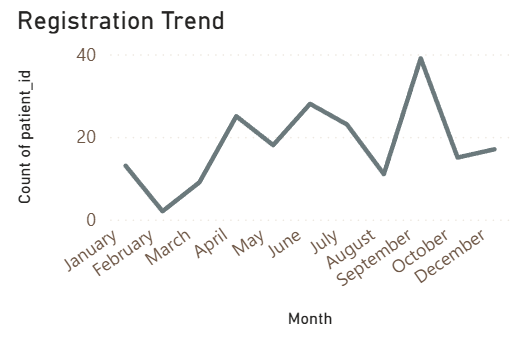 Registration Trend
Count of patient_id
40
20
0
January
February
March
April
May
June
July
August
September
October
December
Month